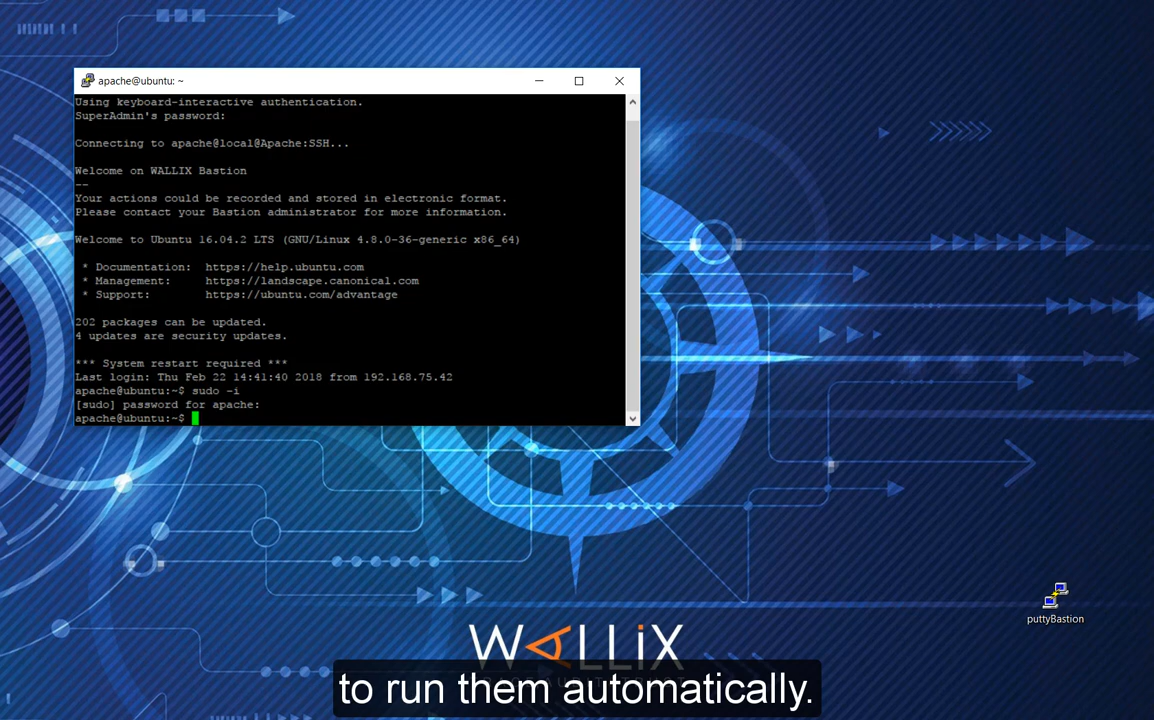 apache@ubuntu: ~
Using keyboard-interactive authentication.
SuperAdmin's password:
Connecting to apache@local@Apache:SSH...
Welcome on WALLIX Bastion
--
Your actions could be recorded and stored in electronic format.
Please contact your Bastion administrator for more information.
Welcome to Ubuntu 16.04.2 LTS (GNU/Linux 4.8.0-36-generic x86_64)
* Documentation: https://help.ubuntu.com
* Management: https://landscape.canonical.com
* Support: https://ubuntu.com/advantage
202 packages can be updated.
4 updates are security updates.
*** System restart required ***
Last login: Thu Feb 22 14:41:40 2018 from 192.168.75.42
apache@ubuntu:~$ sudo -i
[sudo] password for apache:
apache@ubuntu:~$
puttyBastion
WALLiX
to run them automatically.